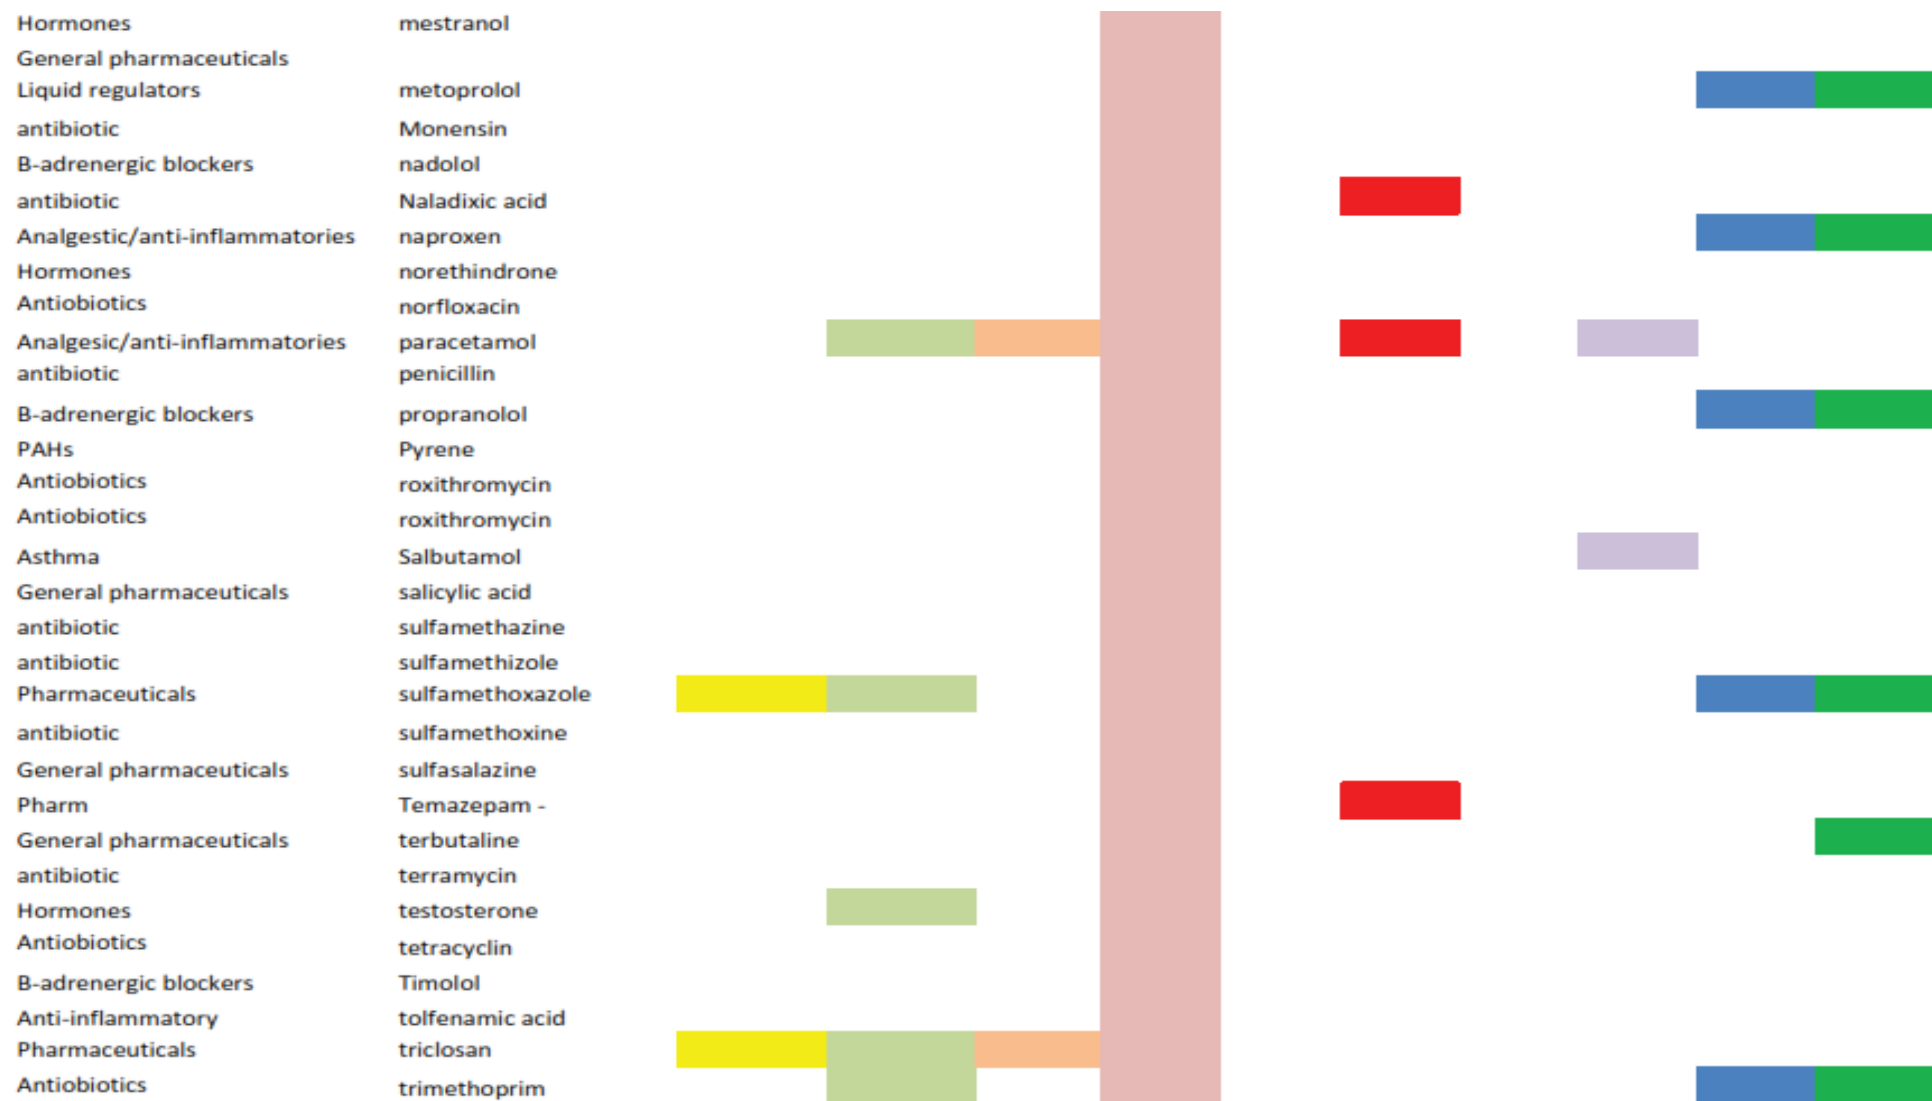 Hormones mestranol
General pharmaceuticals
Liquid regulators metoprolol
antibiotic Monensin
B-adrenergic blockers nadolol
antibiotic Naladixic acid
Analgestic/anti-inflammatories naproxen
Hormones norethindrone
Antiobiotics norfloxacin
Analgesic/anti-inflammatories paracetamol
antibiotic penicillin
B-adrenergic blockers propranolol
PAHs Pyrene
Antiobiotics roxithromycin
Antiobiotics roxithromycin
Asthma Salbutamol
General pharmaceuticals salicylic acid
antibiotic sulfamethazine
antibiotic sulfamethizole
Pharmaceuticals sulfamethoxazole
antibiotic sulfamethoxine
General pharmaceuticals sulfasalazine
Pharm Temazepam -
General pharmaceuticals terbutaline
antibiotic terramycin
Hormones testosterone
Antiobiotics tetracyclin
B-adrenergic blockers Timolol
Anti-inflammatory tolfenamic acid
Pharmaceuticals triclosan
Antiobiotics trimethoprim